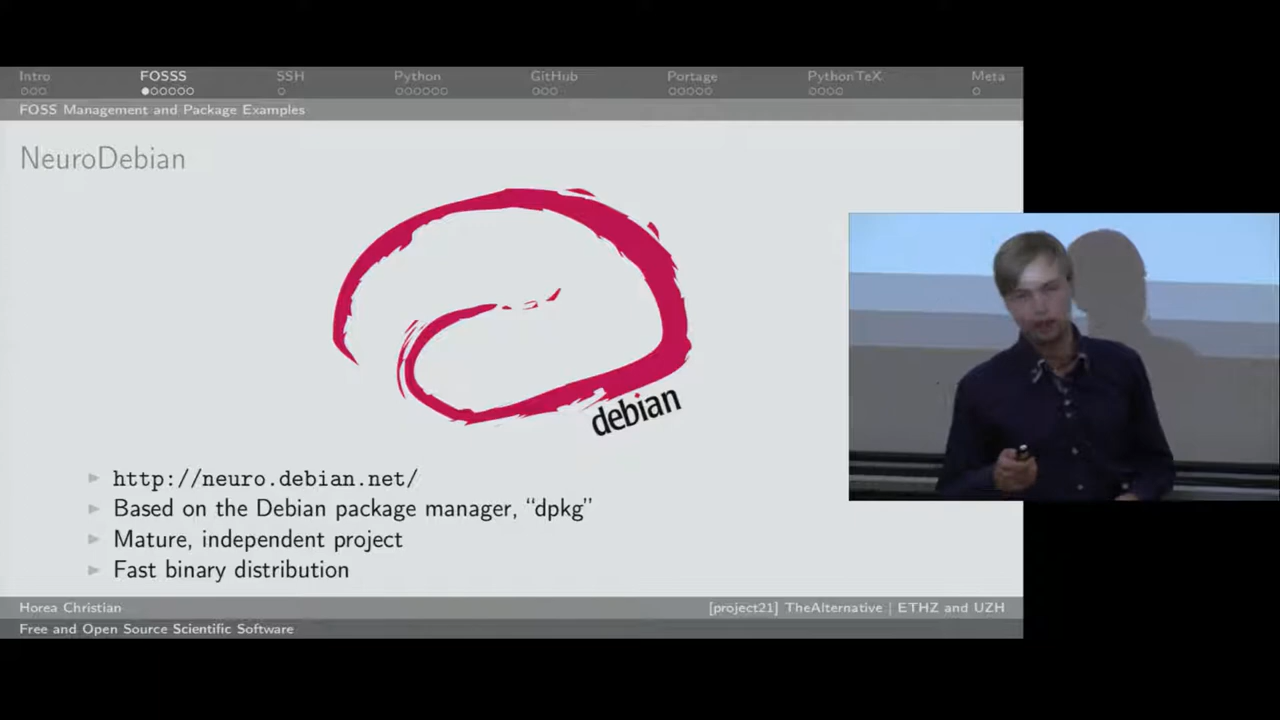 Intro FOSSS SSH Python GitHub Portage PythonTeX Meta
FOSS Management and Package Examples
NeuroDebian
debian
http://neuro.debian.net/
Based on the Debian package manager, “dpkg”
Mature, independent project
Fast binary distribution
Horea Christian [project21] TheAlternative | ETHZ and UZH
Free and Open Source Scientific Software